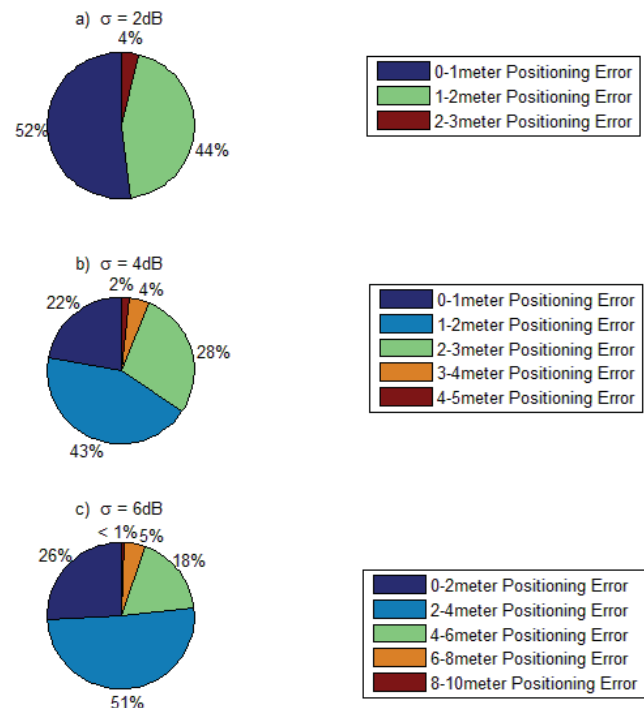 a)  σ = 2dB
4%
52%
44%
0-1meter Positioning Error
1-2meter Positioning Error
2-3meter Positioning Error
b)  σ = 4dB
2%
4%
22%
28%
43%
0-1meter Positioning Error
1-2meter Positioning Error
2-3meter Positioning Error
3-4meter Positioning Error
4-5meter Positioning Error
c)  σ = 6dB
< 1%
5%
26%
18%
51%
0-2meter Positioning Error
2-4meter Positioning Error
4-6meter Positioning Error
6-8meter Positioning Error
8-10meter Positioning Error